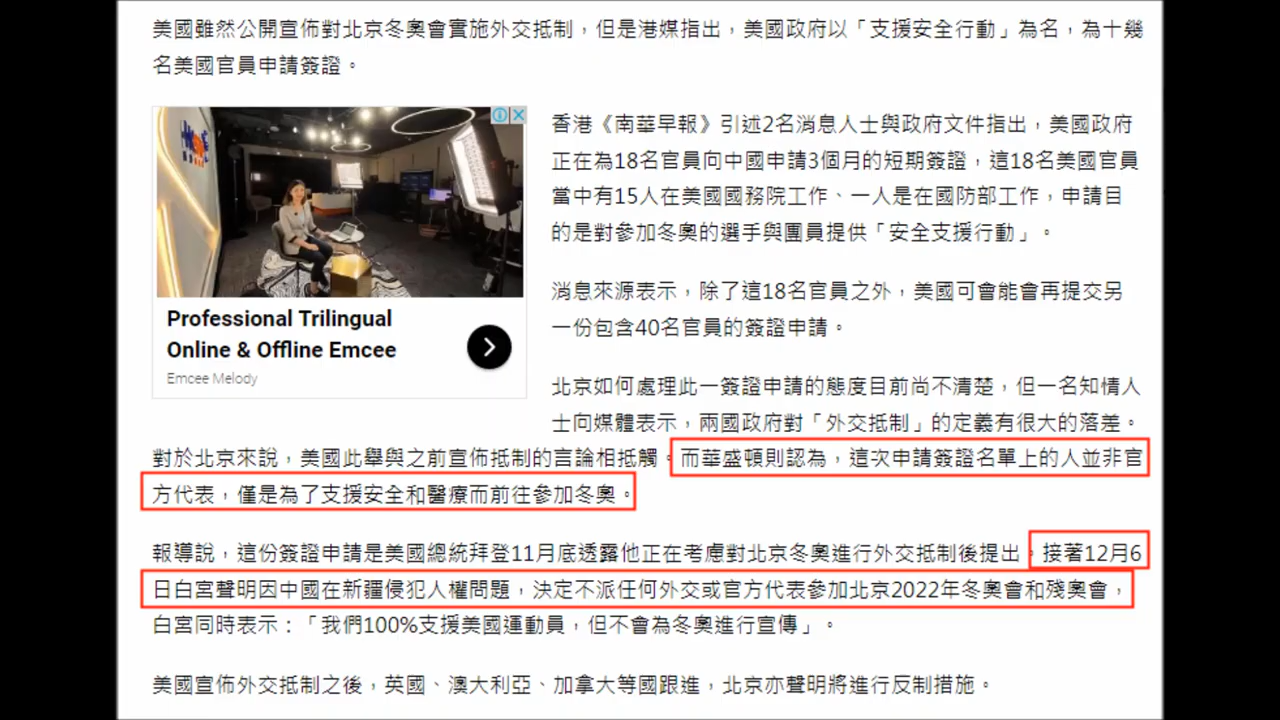 美國雖然公開宣佈對北京冬奧會實施外交抵制，但是港媒指出，美國政府以「支援安全行動」為名，為十幾
名美國官員申請簽證。
香港《南華早報》引述2名消息人士與政府文件指出，美國政府
正在為18名官員向中國申請3個月的短期簽證，這18名美國官員
當中有15人在美國國務院工作、一人是在國防部工作，申請目
的是對參加冬奧的選手與團員提供「安全支援行動」。
Professional Trilingual
Online & Offline Emcee
Emcee Melody
消息來源表示，除了這18名官員之外，美國可會能會再提交另
一份包含40名官員的簽證申請。
北京如何處理此一簽證申請的態度目前尚不清楚，但一名知情人
士向媒體表示，兩國政府對「外交抵制」的定義有很大的落差。
對於北京來說，美國此舉與之前宣佈抵制的言論相抵觸。而華盛頓則認為，這次申請簽證名單上的人並非官
方代表，僅是為了支援安全和醫療而前往參加冬奧。
報導說，這份簽證申請是美國總統拜登11月底透露他正在考慮對北京冬奧進行外交抵制後提出。接著12月6
日白宮聲明因中國在新疆侵犯人權問題，決定不派任何外交或官方代表參加北京2022年冬奧會和殘奧會，
白宮同時表示：「我們100%支援美國運動員，但不會為冬奧進行宣傳」。
美國宣佈外交抵制之後，英國、澳大利亞、加拿大等國跟進，北京亦聲明將進行反制措施。